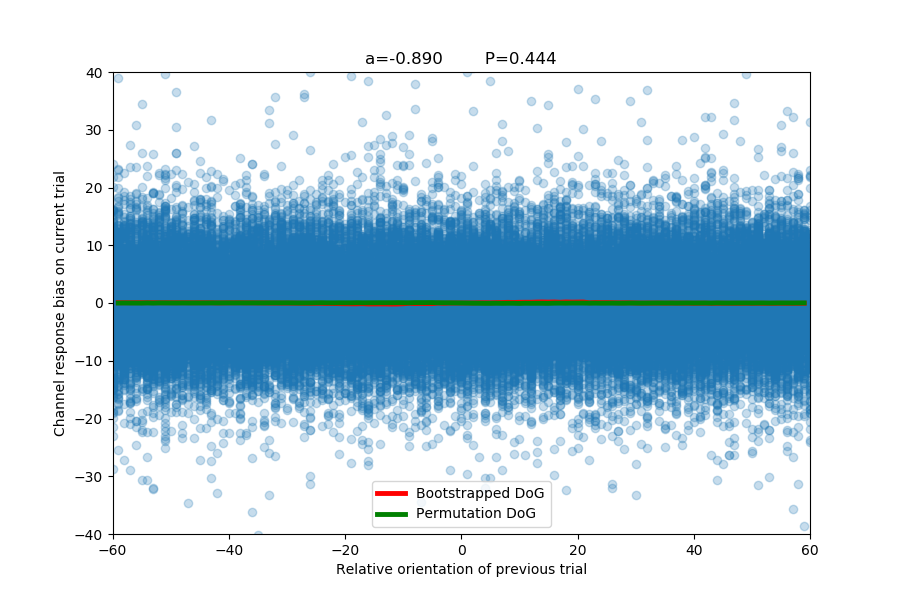 a=-0.890 P=0.444
Channel response bias on current trial
40
30
20
10
0
−10
−20
−30
−40
Bootstrapped DoG
Permutation DoG
−60 −40 −20 0 20 40 60
Relative orientation of previous trial